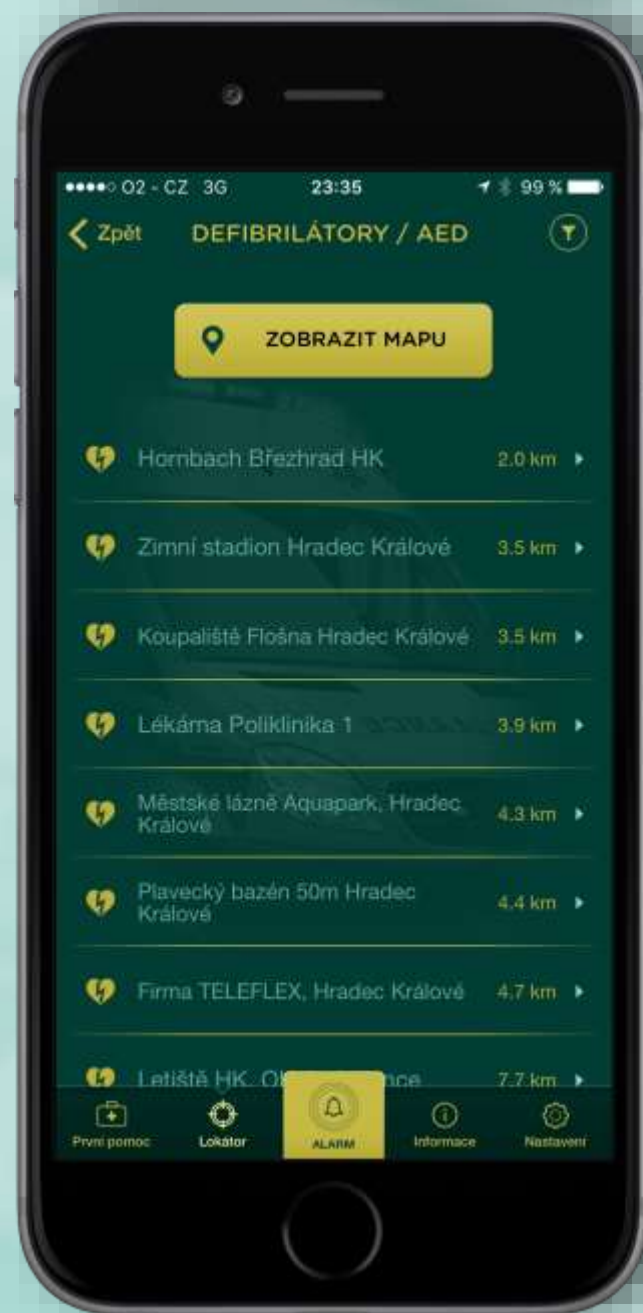 O2 - CZ 3G 23:35 99 %
Zpět DEFIBRILÁTORY / AED
ZOBRAZIT MAPU
Hornbach Březhrad HK 2.0 km
Zimní stadion Hradec Králové 3.5 km
Koupaliště Flošna Hradec Králové 3.5 km
Lékárna Poliklinika 1 3.9 km
Městské lázně Aquapark, Hradec
Králové 4.3 km
Plavecký bazén 50m Hradec
Králové 4.4 km
Firma TELEFLEX, Hradec Králové 4.7 km
Letiště HK, 7.7 km
První pomoc Lokátor ALARM Informace Nastavení